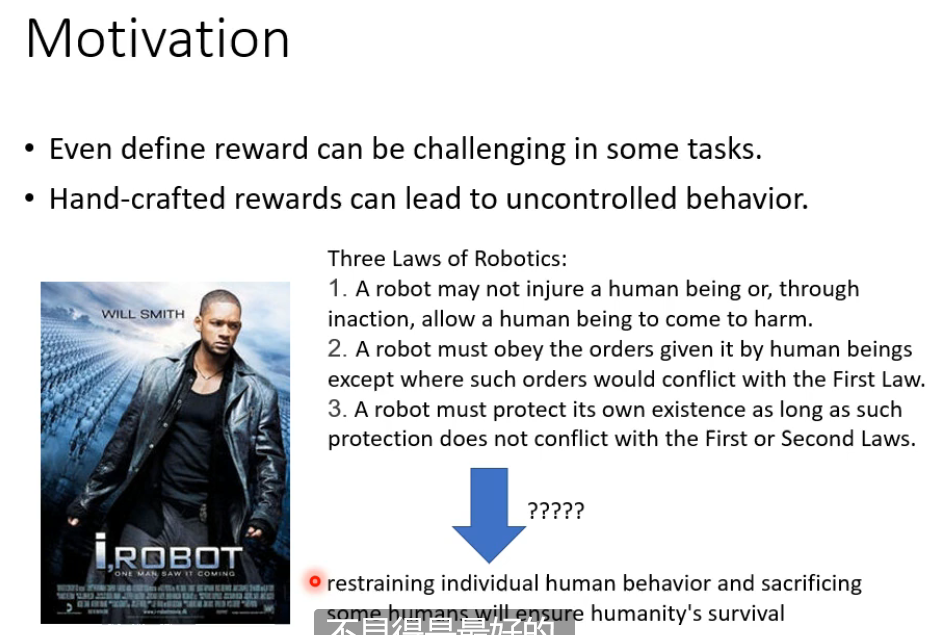 Motivation
• Even define reward can be challenging in some tasks.
• Hand-crafted rewards can lead to uncontrolled behavior.
Three Laws of Robotics:
1. A robot may not injure a human being or, through
inaction, allow a human being to come to harm.
2. A robot must obey the orders given it by human beings
except where such orders would conflict with the First Law.
3. A robot must protect its own existence as long as such
protection does not conflict with the First or Second Laws.
WILL SMITH
i,ROBOT
ONE MAN SAW IT COMING
?????
restraining individual human behavior and sacrificing
some humans will ensure humanity's survival